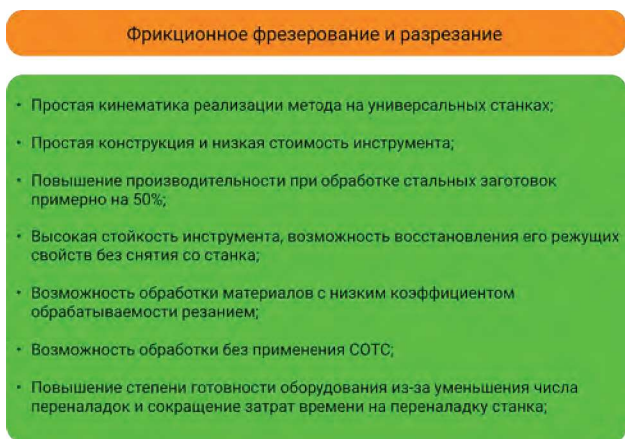 Фрикционное фрезерование и разрезание
• Простая кинематика реализации метода на универсальных станках;
• Простая конструкция и низкая стоимость инструмента;
• Повышение производительности при обработке стальных заготовок
примерно на 50%;
• Высокая стойкость инструмента, возможность восстановления его режущих
свойств без снятия со станка;
• Возможность обработки материалов с низким коэффициентом
обрабатываемости резанием;
• Возможность обработки без применения СОТС;
• Повышение степени готовности оборудования из-за уменьшения числа
переналадок и сокращение затрат времени на переналадку станка;